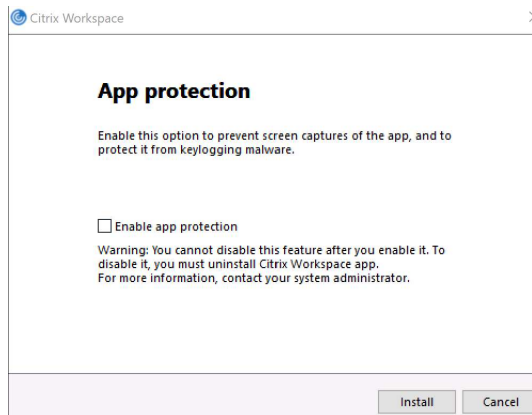 Citrix Workspace
App protection
Enable this option to prevent screen captures of the app, and to
protect it from keylogging malware.
Enable app protection
Warning: You cannot disable this feature after you enable it. To
disable it, you must uninstall Citrix Workspace app.
For more information, contact your system administrator.
Install Cancel